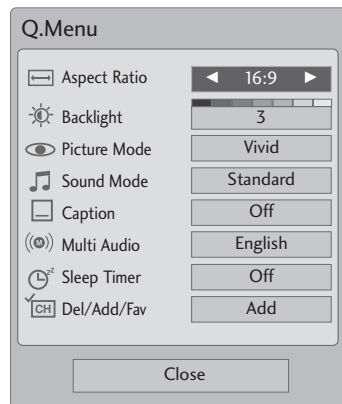 Q.Menu
Aspect Ratio ◄ 16:9 ►
Backlight 3
Picture Mode Vivid
Sound Mode Standard
Caption Off
Multi Audio English
Sleep Timer Off
CH Del/Add/Fav Add
Close